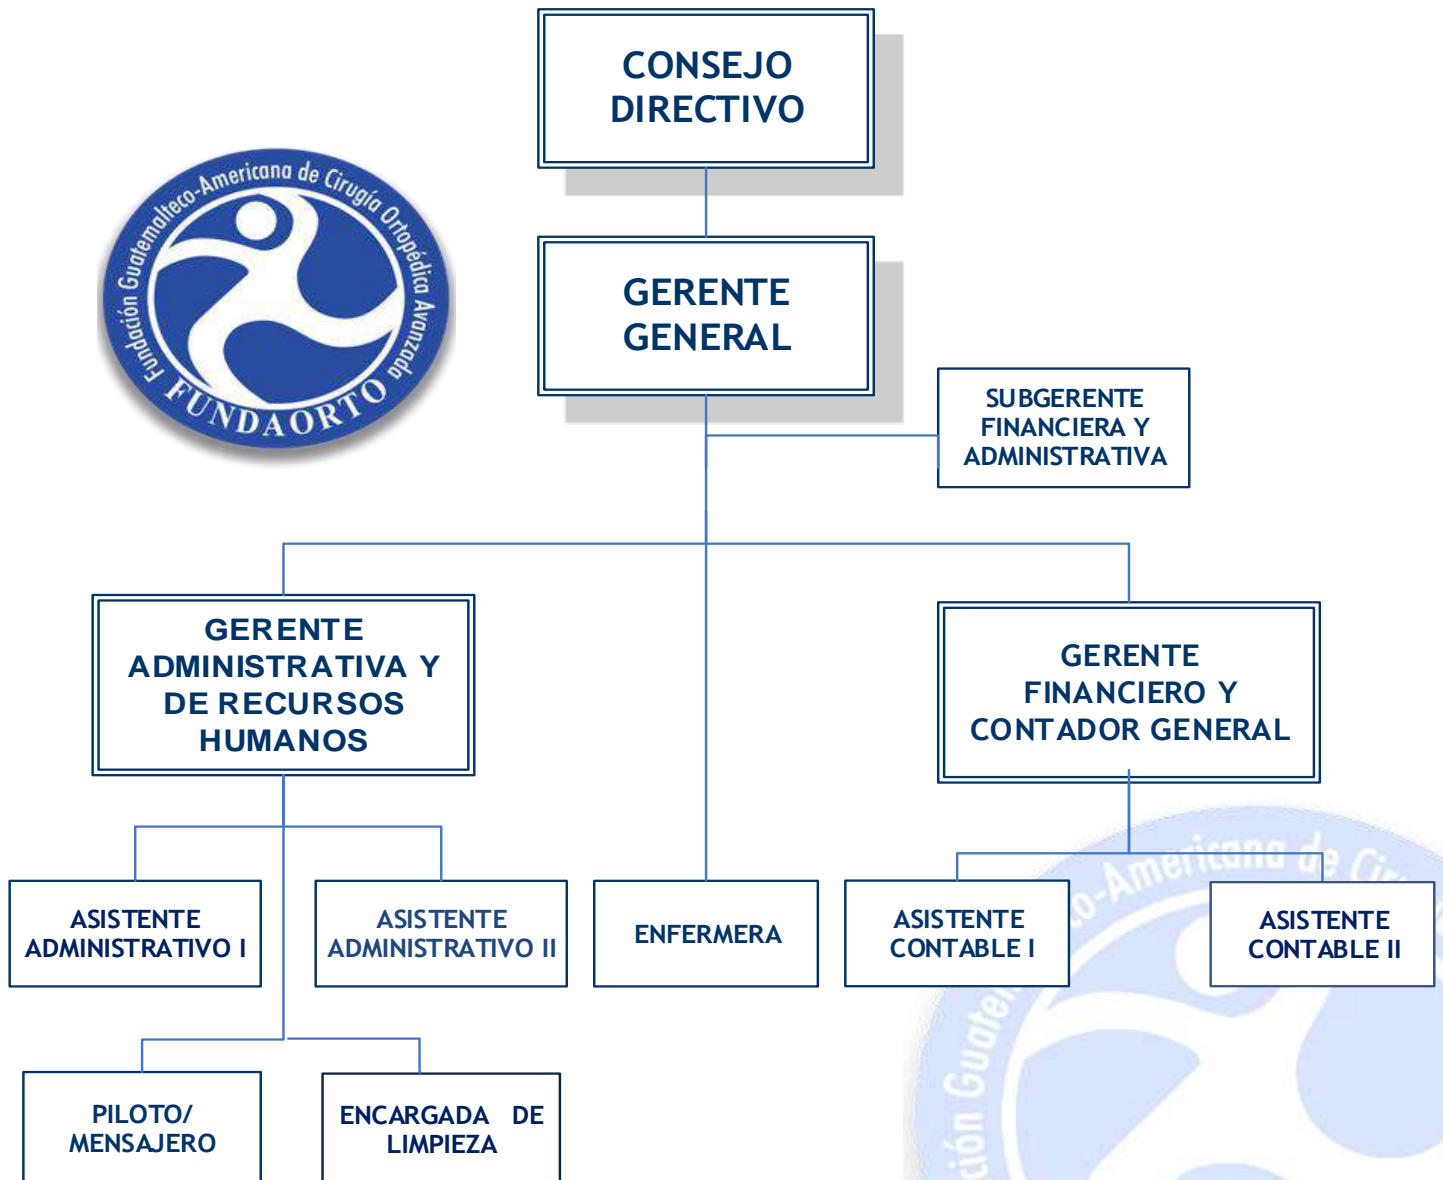 CONSEJO
DIRECTIVO
Fundación Guatemalteco-Americana de Cirugía Ortopédica Avanzada
FUNDAORTO
GERENTE
GENERAL
SUBGERENTE
FINANCIERA Y
ADMINISTRATIVA
GERENTE
ADMINISTRATIVA Y
DE RECURSOS
HUMANOS
GERENTE
FINANCIERO Y
CONTADOR GENERAL
ASISTENTE
ADMINISTRATIVO I
ASISTENTE
ADMINISTRATIVO II
ENFERMERA
ASISTENTE
CONTABLE I
ASISTENTE
CONTABLE II
PILOTO/
MENSAJERO
ENCARGADA DE
LIMPIEZA